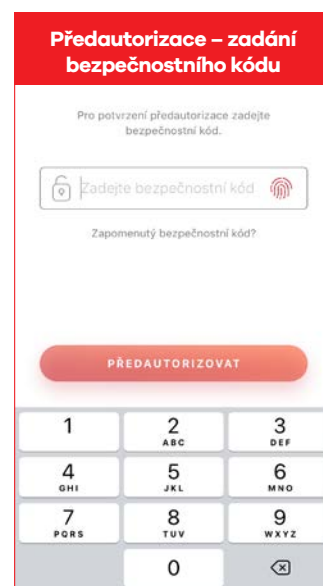 Předautorizace – zadání
bezpečnostního kódu
Pro potvrzení předautorizace zadejte
bezpečnostní kód.
Zadejte bezpečnostní kód
Zapomenutý bezpečnostní kód?
PŘEDAUTORIZOVAT
1 2 3
ABC DEF
4 5 6
GHI JKL MNO
7 8 9
PQRS TUV WXYZ
0